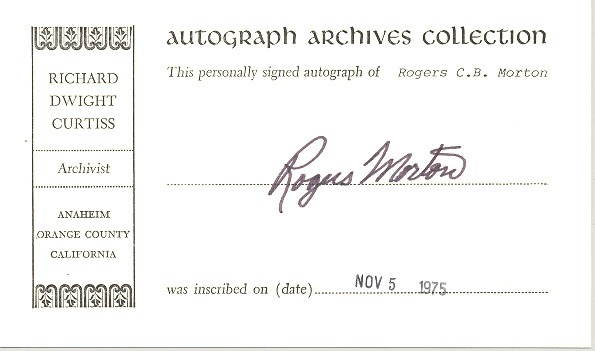 autograph archives collection
This personally signed autograph of Rogers C.B. Morton
RICHARD
DWIGHT
CURTISS
Archivist
ANAHEIM
ORANGE COUNTY
CALIFORNIA
Rogers Morton
was inscribed on (date) NOV 5 1975